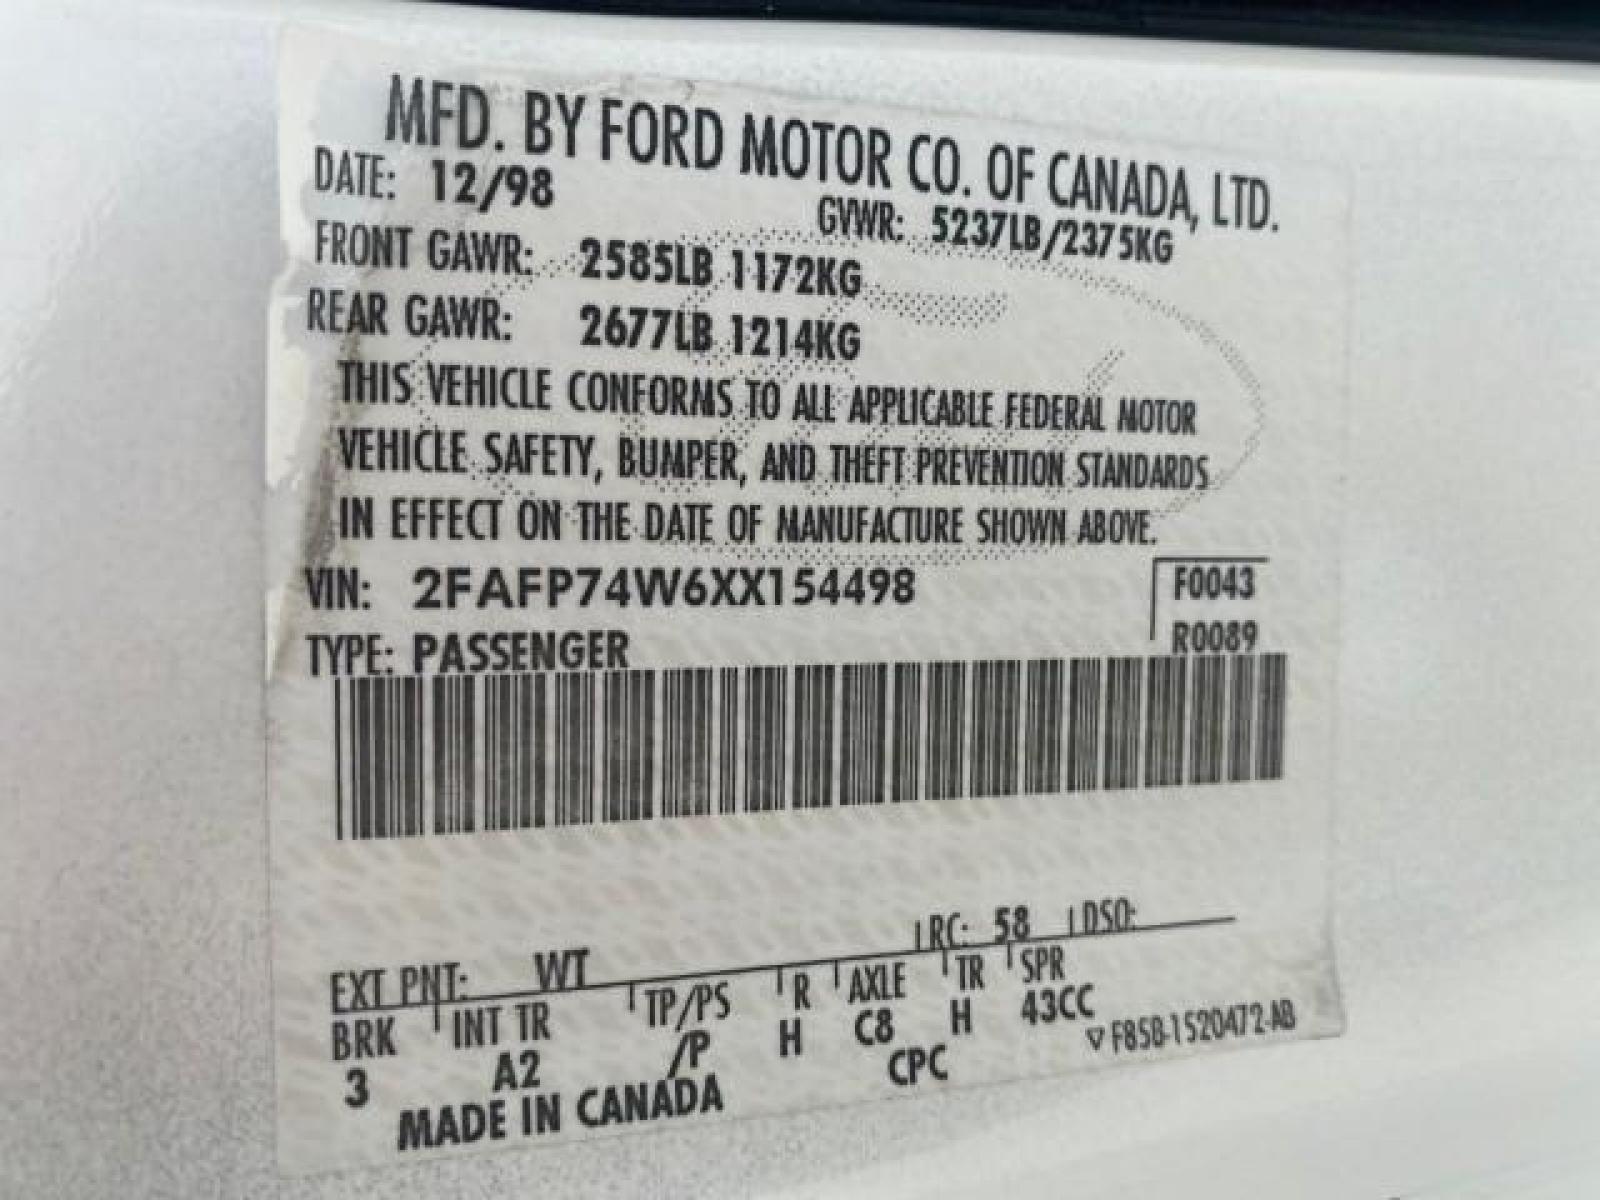 MFD. BY FORD MOTOR CO. OF CANADA, LTD.
DATE: 12/98 GVWR: 5237LB/2375KG
FRONT GAWR: 2585LB 1172KG
REAR GAWR: 2677LB 1214KG
THIS VEHICLE CONFORMS TO ALL APPLICABLE FEDERAL MOTOR
VEHICLE SAFETY, BUMPER, AND THEFT PREVENTION STANDARDS
IN EFFECT ON THE DATE OF MANUFACTURE SHOWN ABOVE.
VIN: 2FAFP74W6XX154498 F0043
TYPE: PASSENGER R0089
EXT PNT: WT RC: 58 DSO:
BRK INT TR TP/PS R AXLE TR SPR
3 A2 /P H C8 H 43CC
MADE IN CANADA CPC ▽F85B-1520472-AB